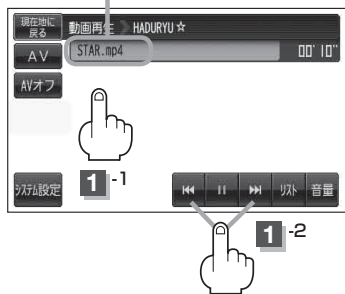 現在地に
戻る
動画再生 HADURYU☆
AV
STAR.mp4 00'10"
AVオフ
1 -1
システム設定
リスト 音量
1 -2